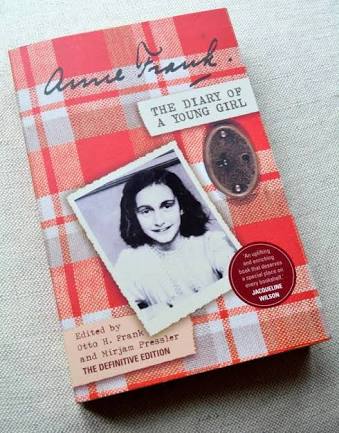 Anne Frank.
THE DIARY OF
A YOUNG GIRL
'An uplifting
and enriching
book that deserves
a special place on
every bookshelf.'
JACQUELINE
WILSON
Edited by
Otto H. Frank
and Mirjam Pressler
THE DEFINITIVE EDITION